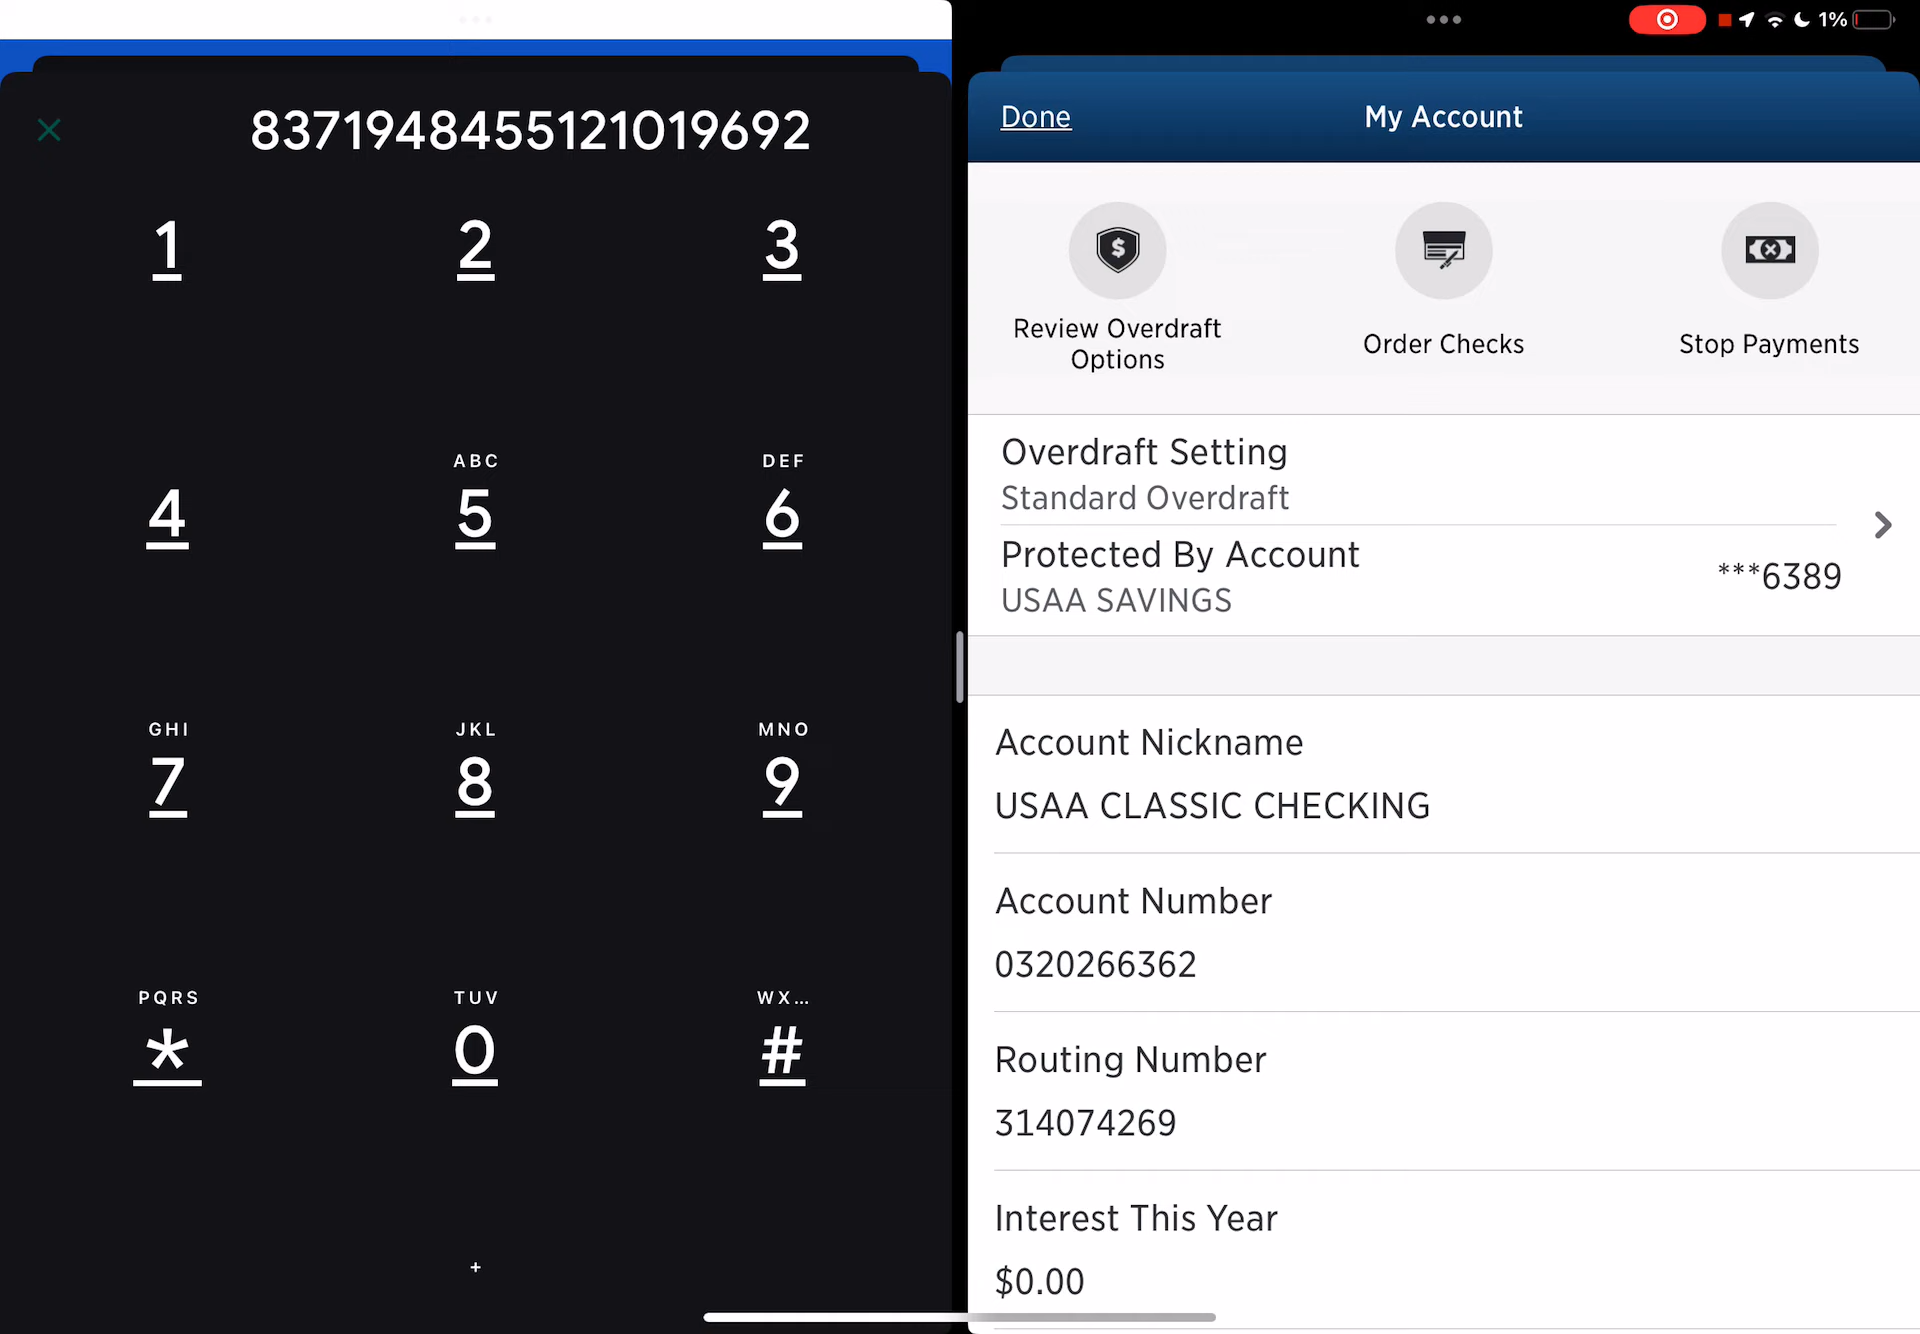 8371948455121019692
1
2
3
4
ABC
5
DEF
6
GHI
7
JKL
8
MNO
9
PQRS
*
TUV
0
WX...
#
+
1%
Done
My Account
Review Overdraft
Options
Order Checks
Stop Payments
Overdraft Setting
Standard Overdraft
Protected By Account
USAA SAVINGS
***6389
Account Nickname
USAA CLASSIC CHECKING
Account Number
0320266362
Routing Number
314074269
Interest This Year
$0.00